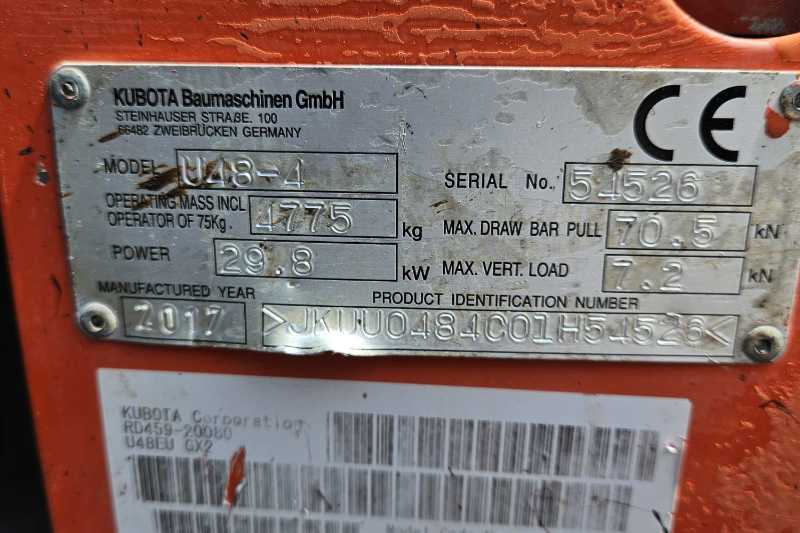 KUBOTA Baumaschinen GmbH
STEINHAUSER STRAßE. 100
66482 ZWEIBRÜCKEN GERMANY
CE
MODEL U48-4
SERIAL No. 54526
OPERATING MASS INCL
OPERATOR OF 75Kg. 4775 kg
MAX. DRAW BAR PULL 70.5 kN
POWER 29.8 kW
MAX. VERT. LOAD 7.2 kN
MANUFACTURED YEAR 2017
PRODUCT IDENTIFICATION NUMBER
>JKUU0484C01H54526<
KUBOTA Corporation
RD459-20080
U48EU GX2